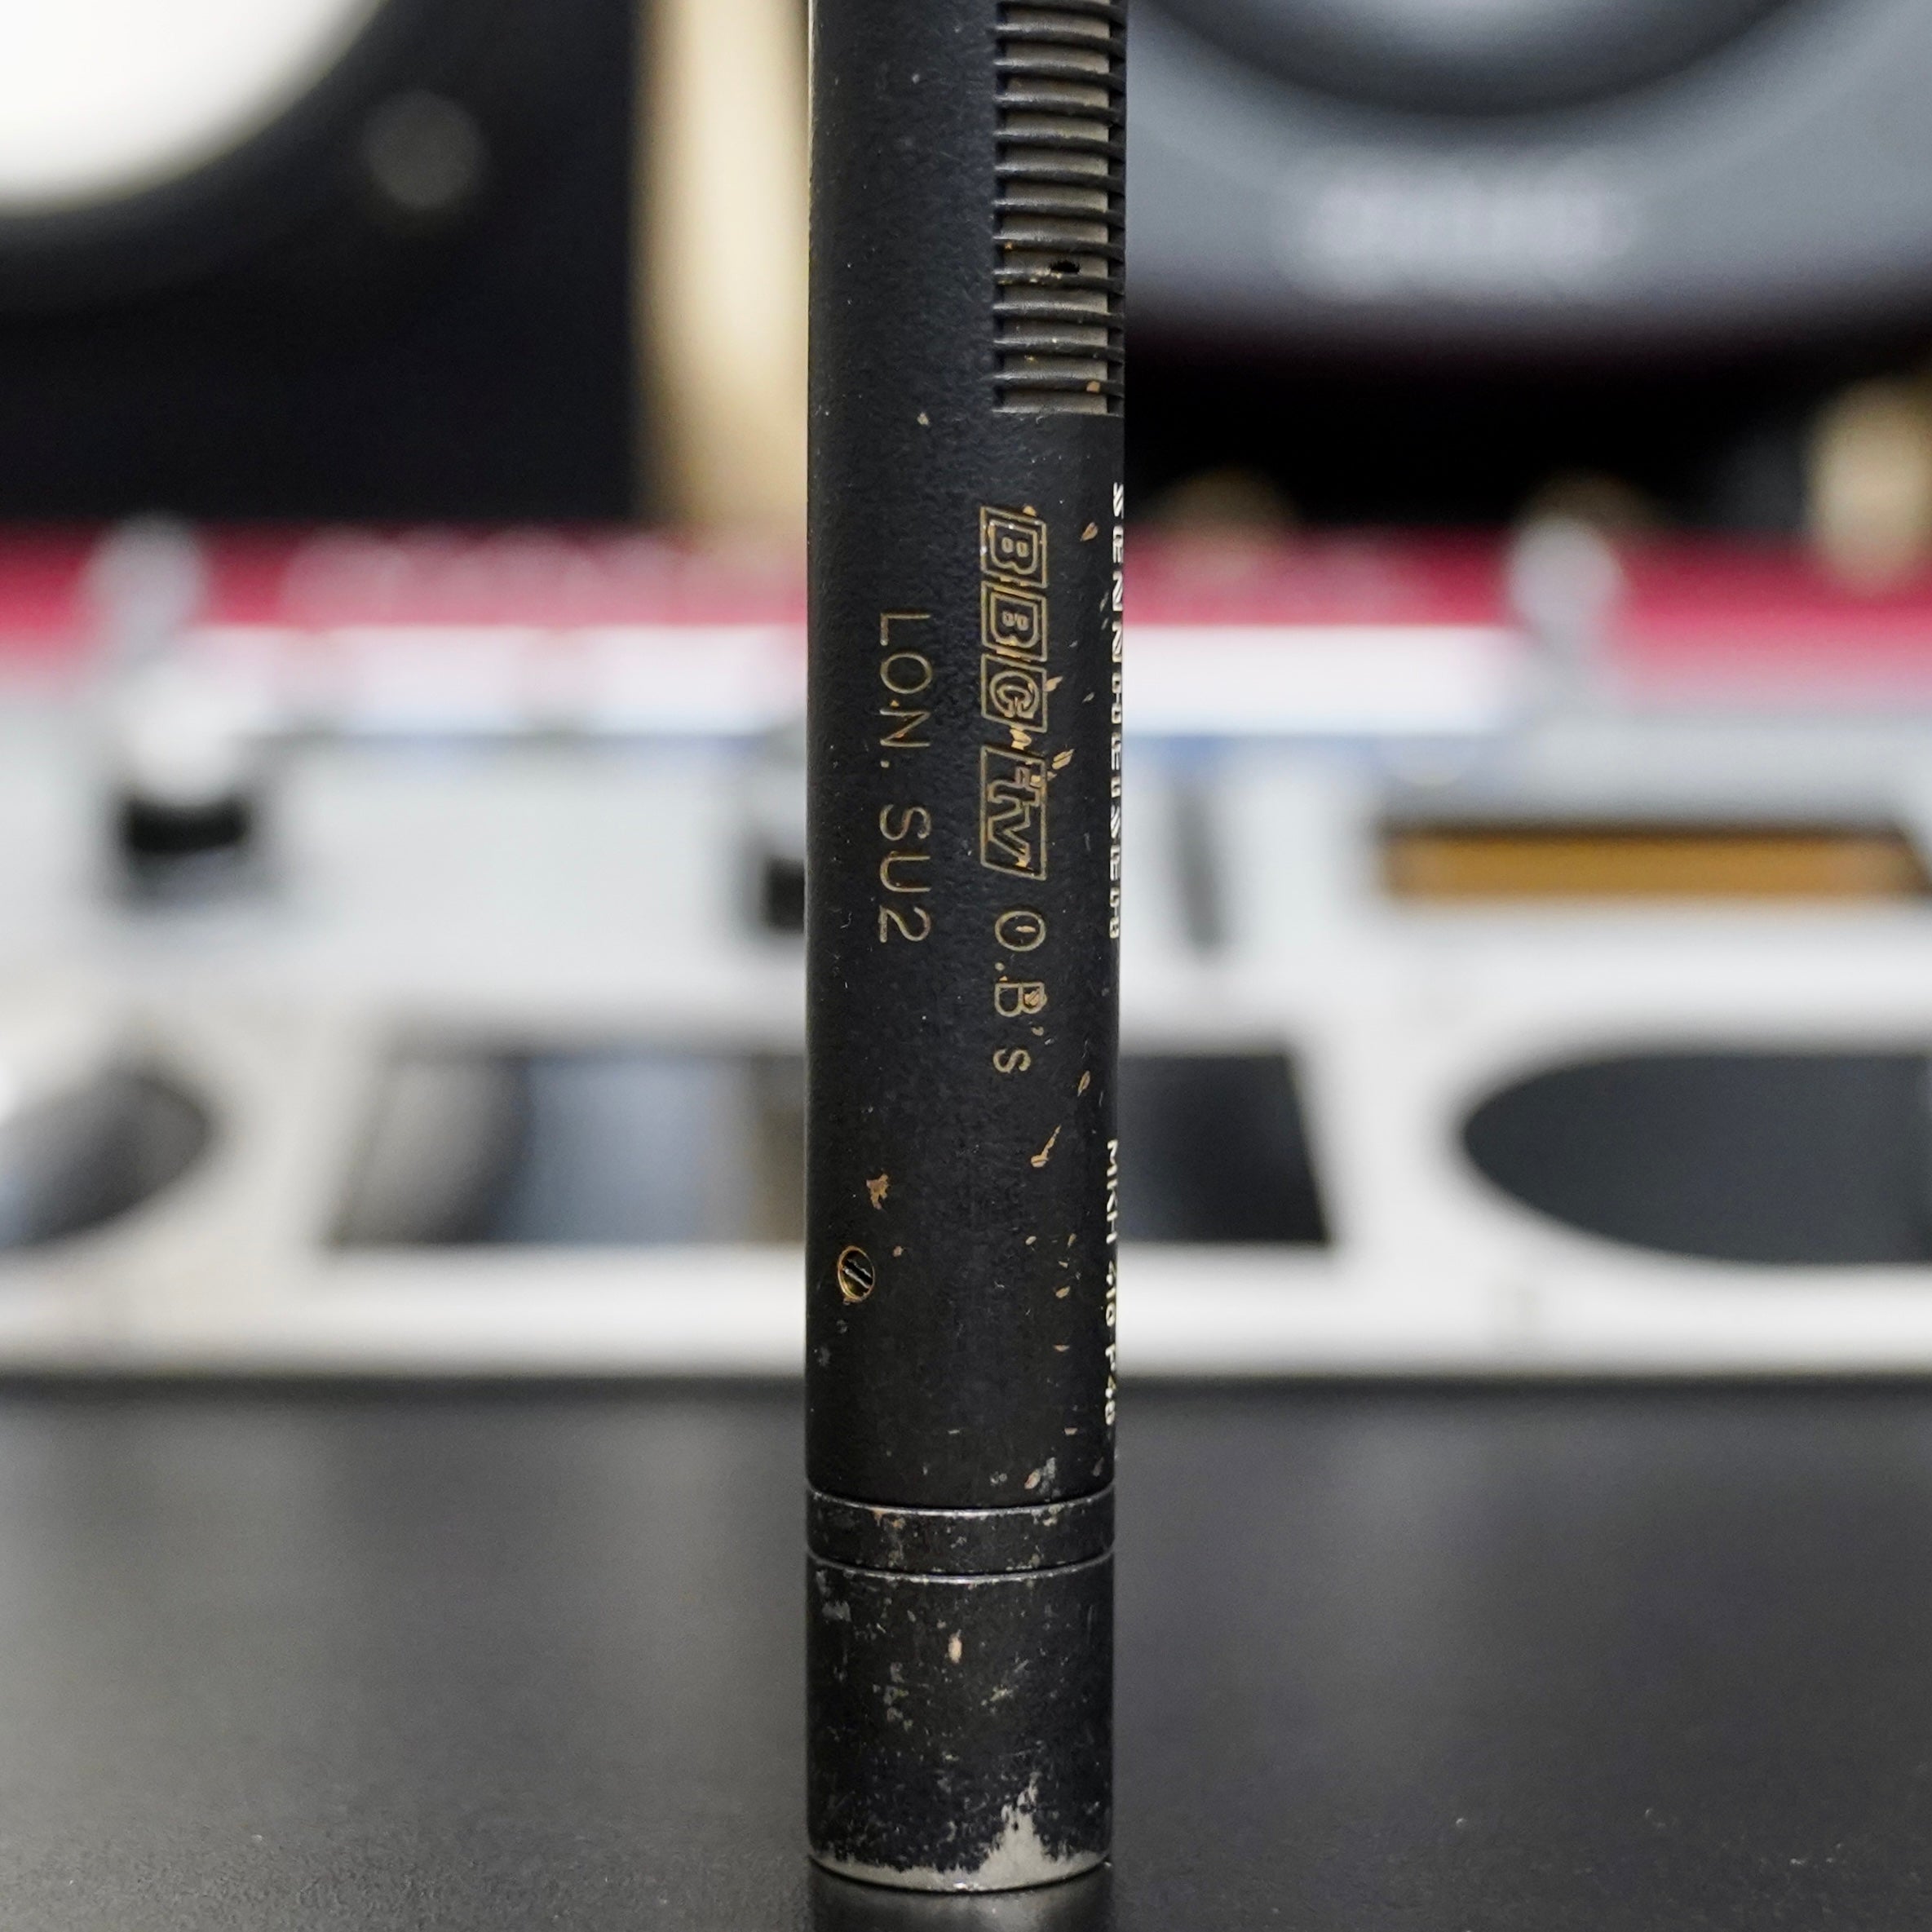 SENNHEISER MKH 416 P48
BBC tv O.B's
LON. SU2